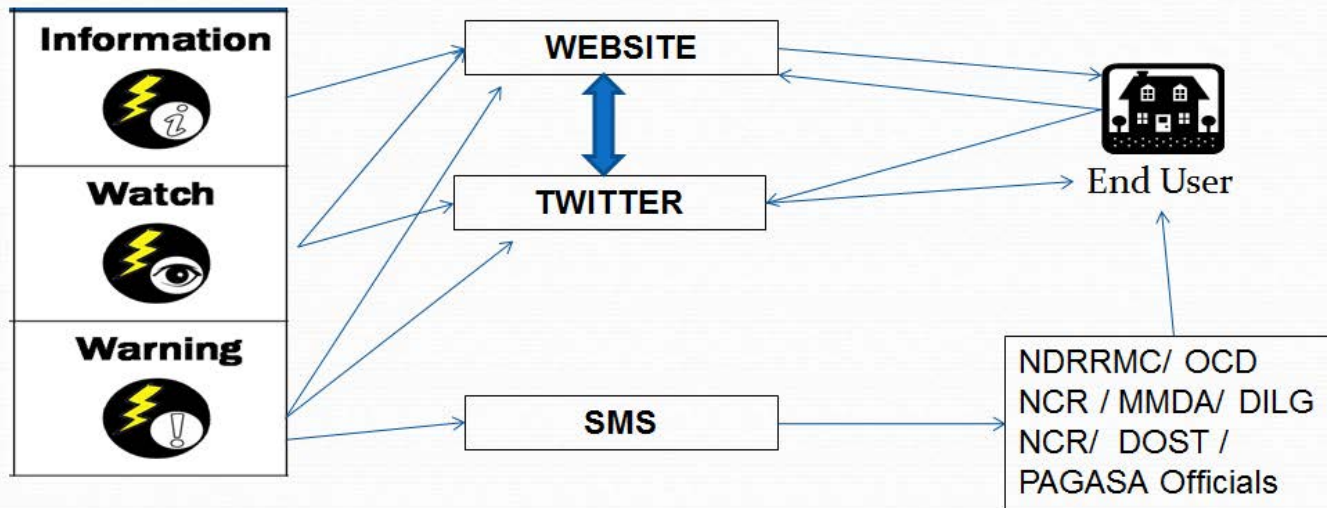 Information
Watch
Warning
WEBSITE
TWITTER
SMS
End User
NDRRMC/ OCD
NCR / MMDA/ DILG
NCR/ DOST /
PAGASA Officials